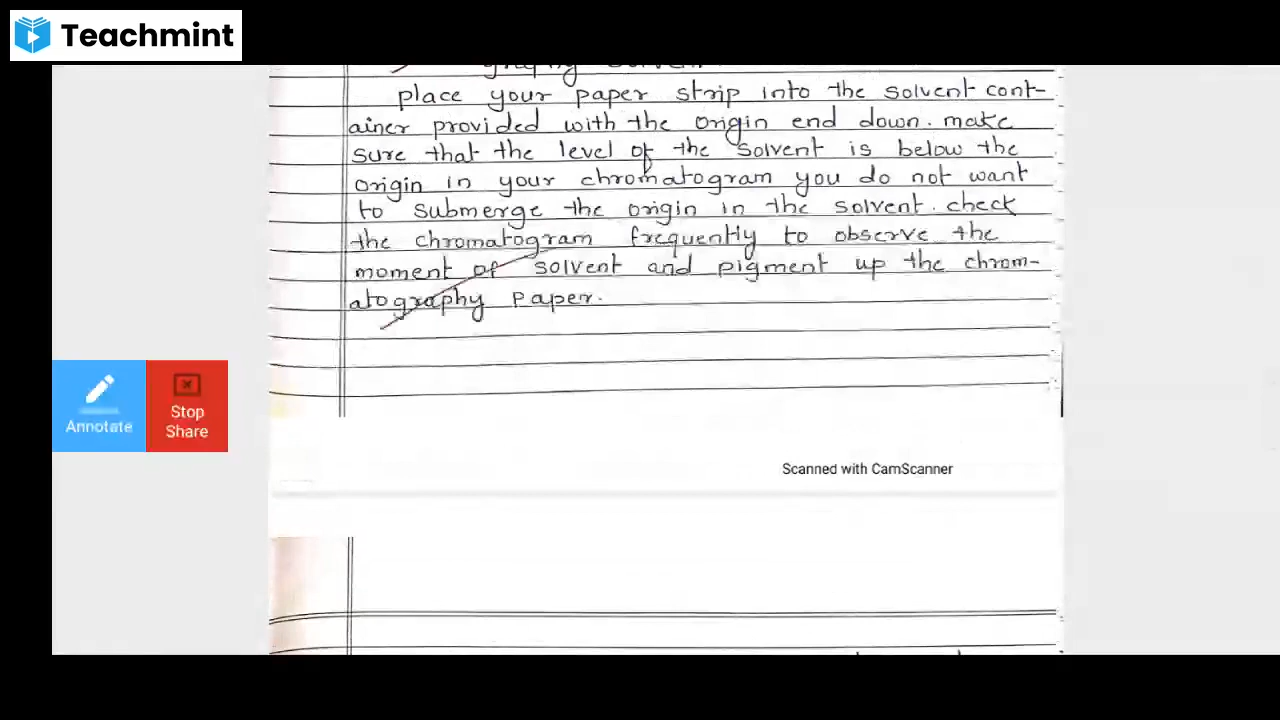 Teachmint
graphy solvent
place your paper strip into the solvent cont-
ainer provided with the origin end down. make
sure that the level of the solvent is below the
origin in your chromatogram you do not want
to submerge the origin in the solvent. check
the chromatogram frequently to observe the
moment of solvent and pigment up the chrom-
atography paper.
Annotate
Stop
Share
Scanned with CamScanner